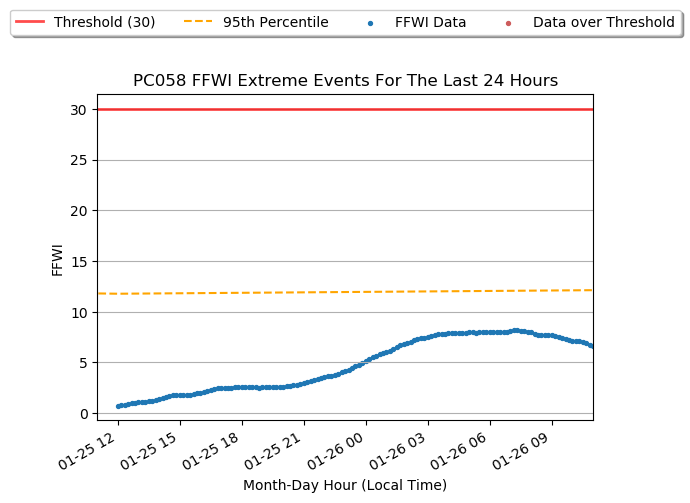 Threshold (30) 95th Percentile FFWI Data Data over Threshold
PC058 FFWI Extreme Events For The Last 24 Hours
30
25
20
15
10
5
0
FFWI
01-25 12 01-25 15 01-25 18 01-25 21 01-26 00 01-26 03 01-26 06 01-26 09
Month-Day Hour (Local Time)